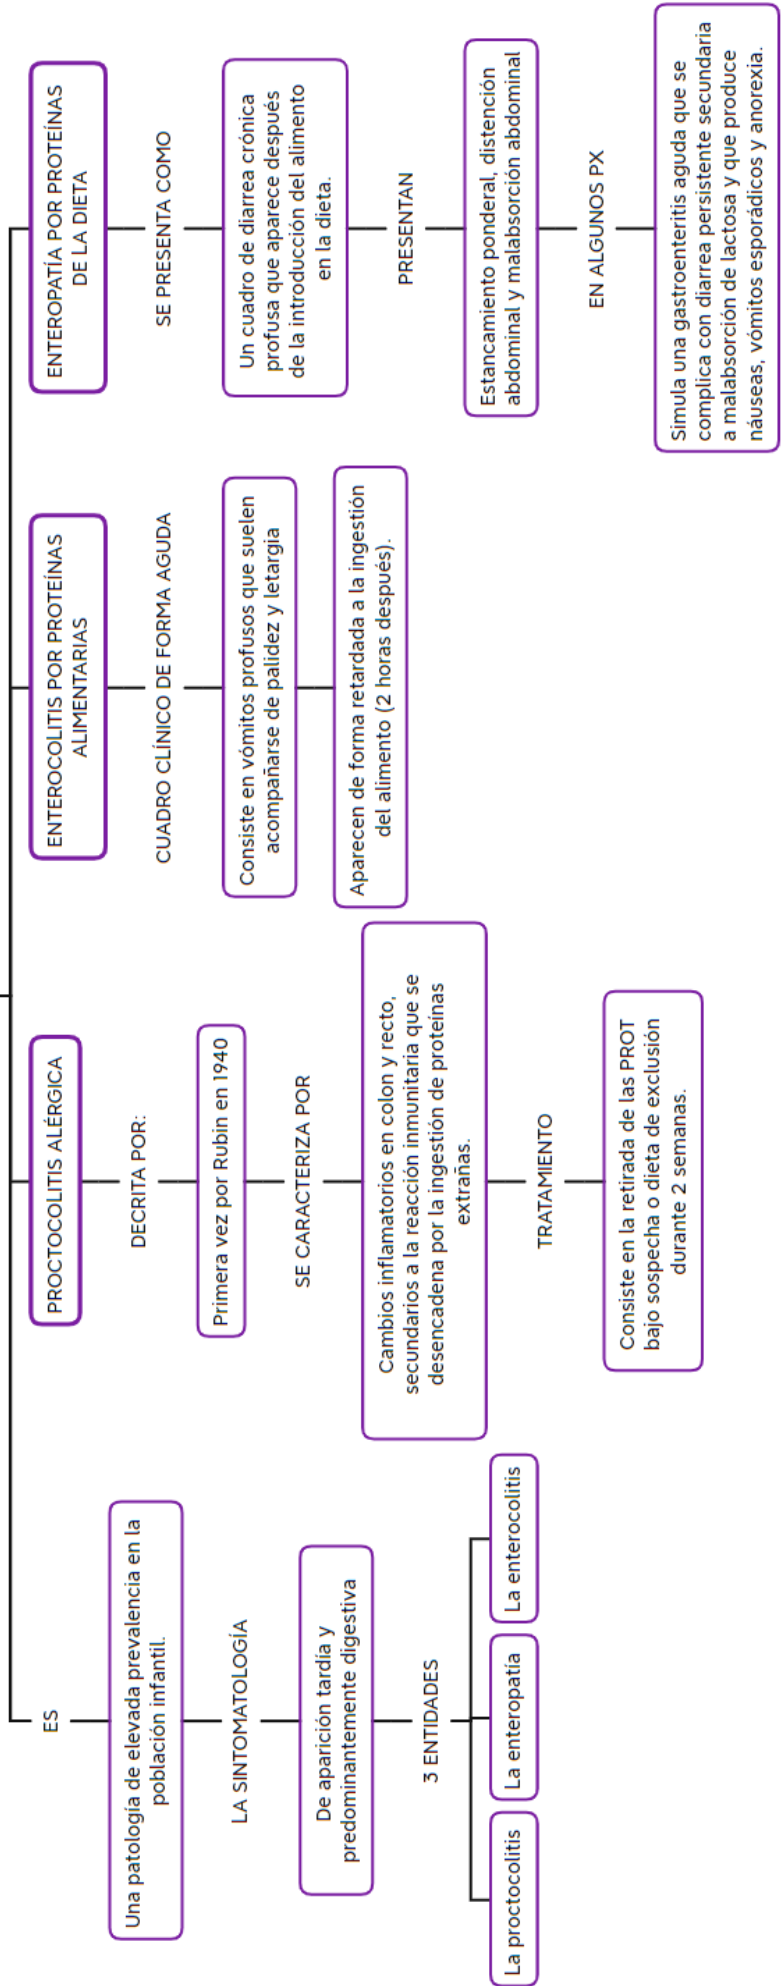 ES
Una patología de elevada prevalencia en la
población infantil.
LA SINTOMATOLOGÍA
De aparición tardía y
predominantemente digestiva
3 ENTIDADES
La proctocolitis
La enteropatía
La enterocolitis
PROCTOCOLITIS ALÉRGICA
DECRITA POR:
Primera vez por Rubin en 1940
SE CARACTERIZA POR
Cambios inflamatorios en colon y recto,
secundarios a la reacción inmunitaria que se
desencadena por la ingestión de proteínas
extrañas.
TRATAMIENTO
Consiste en la retirada de las PROT
bajo sospecha o dieta de exclusión
durante 2 semanas.
ENTEROCOLITIS POR PROTEÍNAS
ALIMENTARIAS
CUADRO CLÍNICO DE FORMA AGUDA
Consiste en vómitos profusos que suelen
acompañarse de palidez y letargia
Aparecen de forma retardada a la ingestión
del alimento (2 horas después).
ENTEROPATÍA POR PROTEÍNAS
DE LA DIETA
SE PRESENTA COMO
Un cuadro de diarrea crónica
profusa que aparece después
de la introducción del alimento
en la dieta.
PRESENTAN
Estancamiento ponderal, distención
abdominal y malabsorción abdominal
EN ALGUNOS PX
Simula una gastroenteritis aguda que se
complica con diarrea persistente secundaria
a malabsorción de lactosa y que produce
náuseas, vómitos esporádicos y anorexia.